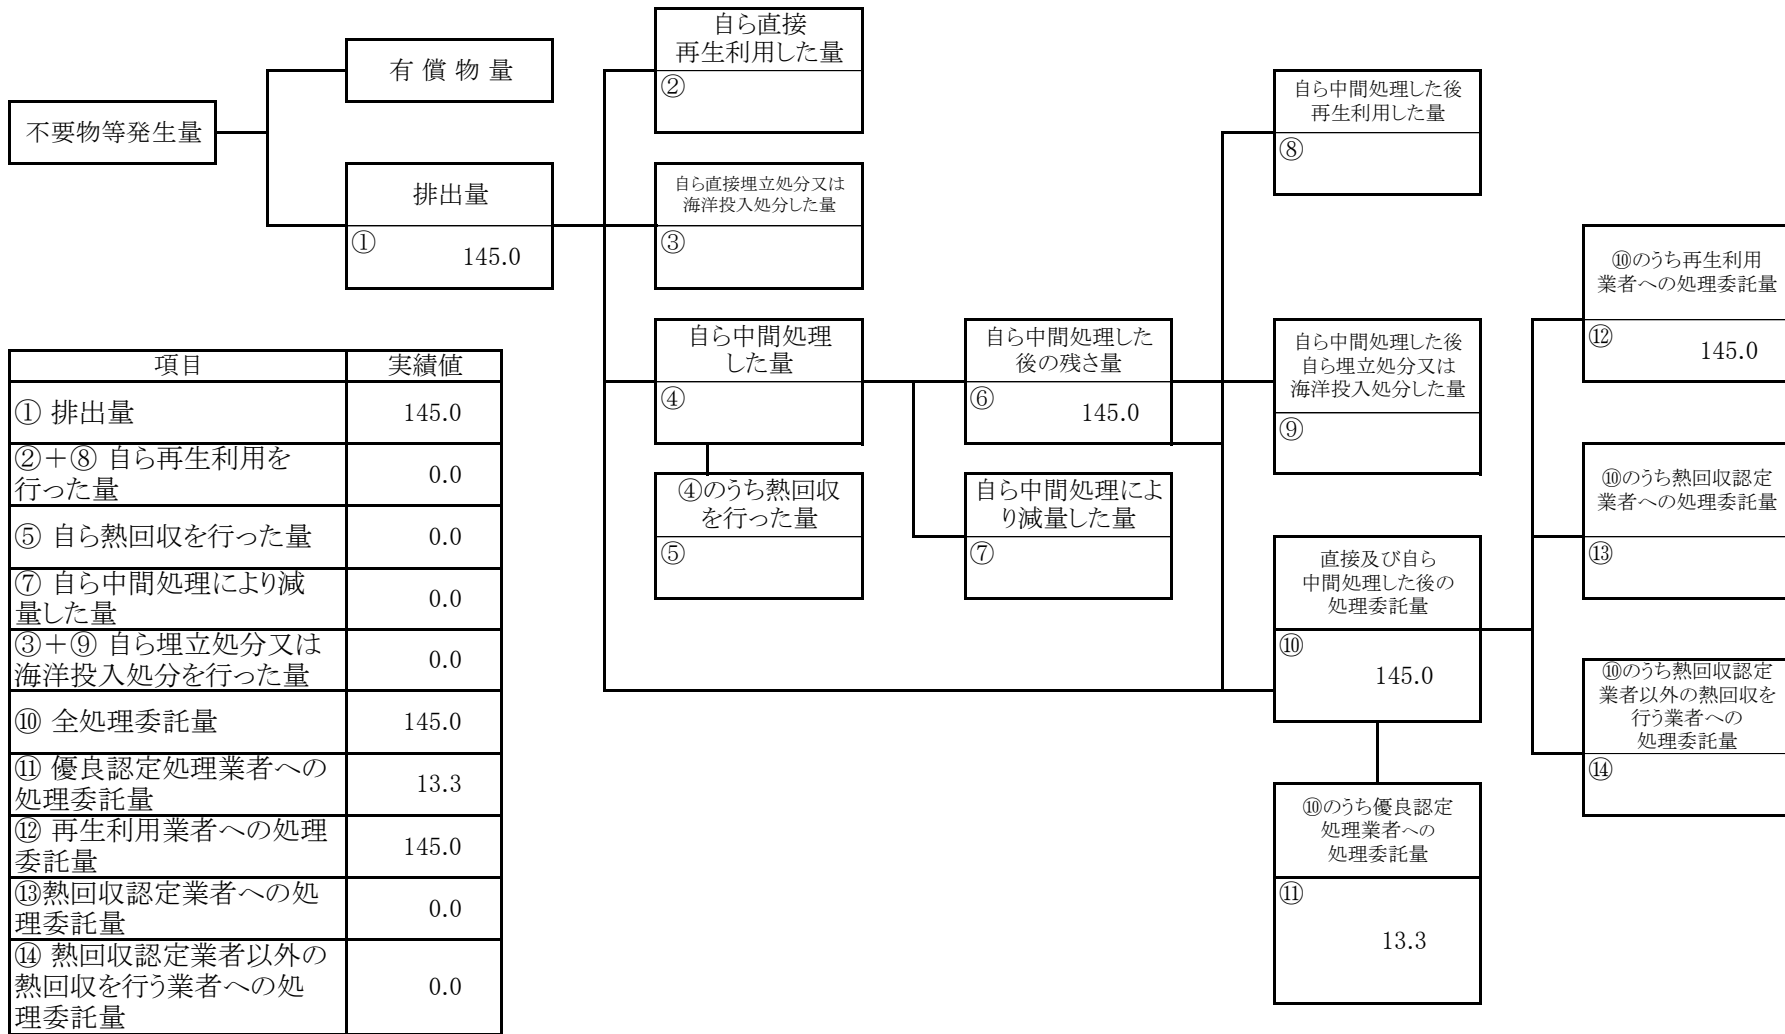 不要物等発生量
有 償 物 量
排出量
①
145.0
自ら直接
再生利用した量
②
自ら直接埋立処分又は
海洋投入処分した量
③
自ら中間処理
した量
④
④のうち熱回収
を行った量
⑤
自ら中間処理した
後の残さ量
⑥
145.0
自ら中間処理によ
り減量した量
⑦
自ら中間処理した後
再生利用した量
⑧
自ら中間処理した後
自ら埋立処分又は
海洋投入処分した量
⑨
直接及び自ら
中間処理した後の
処理委託量
⑩
145.0
⑩のうち優良認定
処理業者への
処理委託量
⑪
13.3
⑩のうち再生利用
業者への処理委託量
⑫
145.0
⑩のうち熱回収認定
業者への処理委託量
⑬
⑩のうち熱回収認定
業者以外の熱回収を
行う業者への
処理委託量
⑭
項目 実績値
① 排出量 145.0
②＋⑧ 自ら再生利用を
行った量 0.0
⑤ 自ら熱回収を行った量 0.0
⑦ 自ら中間処理により減
量した量 0.0
③＋⑨ 自ら埋立処分又は
海洋投入処分を行った量 0.0
⑩ 全処理委託量 145.0
⑪ 優良認定処理業者への
処理委託量 13.3
⑫ 再生利用業者への処理
委託量 145.0
⑬熱回収認定業者への処
理委託量 0.0
⑭ 熱回収認定業者以外の
熱回収を行う業者への処
理委託量 0.0